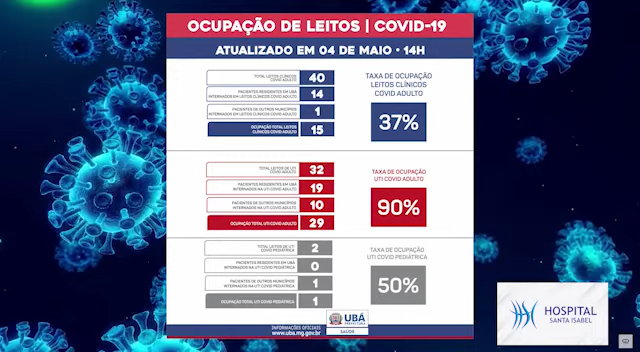 OCUPAÇÃO DE LEITOS | COVID-19
ATUALIZADO EM 04 DE MAIO • 14H
TOTAL LEITOS CLÍNICOS
COVID ADULTO
40
PACIENTES RESIDENTES EM UBÁ
INTERNADOS EM LEITOS CLÍNICOS COVID ADULTO
14
PACIENTES DE OUTROS MUNICÍPIOS
INTERNADOS EM LEITOS CLÍNICOS COVID ADULTO
1
OCUPAÇÃO TOTAL LEITOS
CLÍNICOS COVID ADULTO
15
TAXA DE OCUPAÇÃO
LEITOS CLÍNICOS
COVID ADULTO
37%
TOTAL LEITOS DE UTI
COVID ADULTO
32
PACIENTES RESIDENTES EM UBÁ
INTERNADOS NA UTI COVID ADULTO
19
PACIENTES DE OUTROS MUNICÍPIOS
INTERNADOS NA UTI COVID ADULTO
10
OCUPAÇÃO TOTAL UTI COVID ADULTO
29
TAXA DE OCUPAÇÃO
UTI COVID ADULTO
90%
TOTAL LEITOS DE UTI
COVID PEDIÁTRICA
2
PACIENTES RESIDENTES EM UBÁ
INTERNADOS NA UTI COVID PEDIÁTRICA
0
PACIENTES DE OUTROS MUNICÍPIOS
INTERNADOS NA UTI COVID PEDIÁTRICA
1
OCUPAÇÃO TOTAL UTI COVID PEDIÁTRICA
1
TAXA DE OCUPAÇÃO
UTI COVID PEDIÁTRICA
50%
INFORMAÇÕES OFICIAIS
www.uba.mg.gov.br
UBÁ
PREFEITURA
SAÚDE
HOSPITAL
SANTA ISABEL